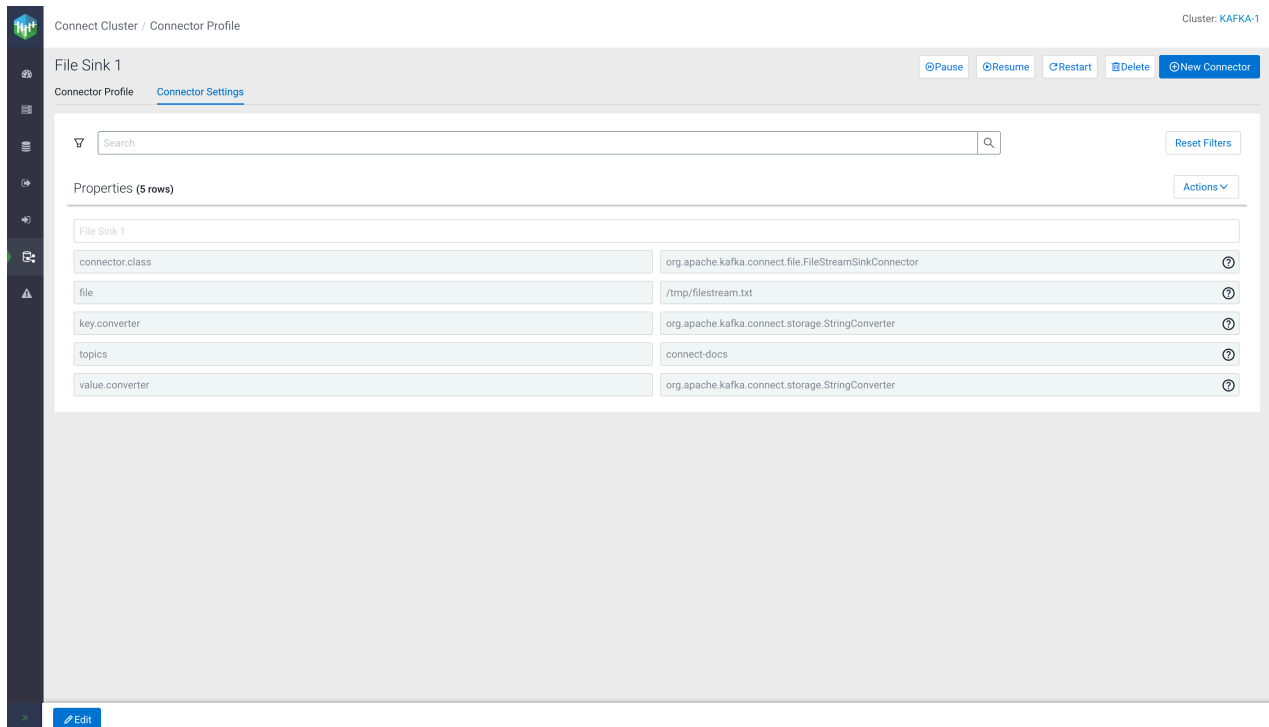 Connect Cluster / Connector Profile
Cluster: KAFKA-1
File Sink 1
Pause Resume Restart Delete New Connector
Connector Profile Connector Settings
Search
Reset Filters
Properties (5 rows)
Actions
File Sink 1
connector.class org.apache.kafka.connect.file.FileStreamSinkConnector
file /tmp/filestream.txt
key.converter org.apache.kafka.connect.storage.StringConverter
topics connect-docs
value.converter org.apache.kafka.connect.storage.StringConverter
Edit